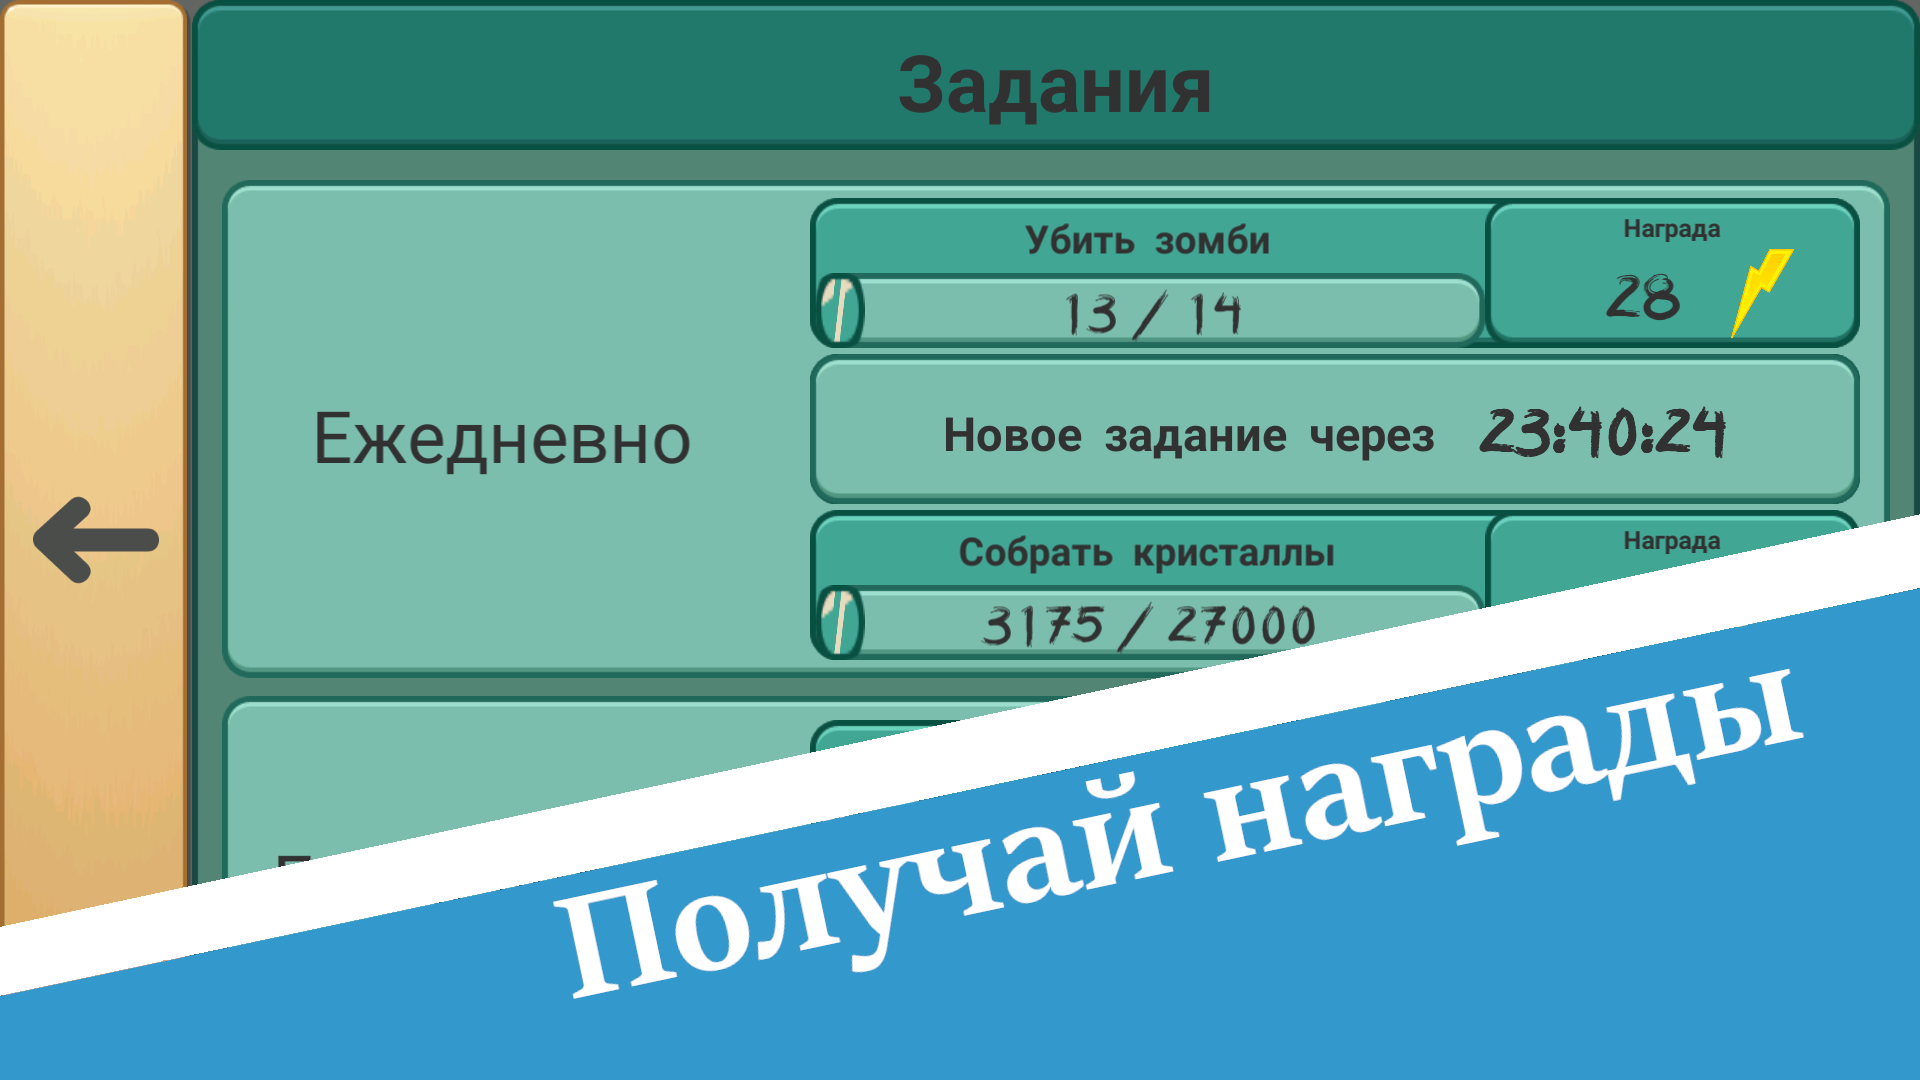 Задания
Убить зомби
Награда
13 / 14
28
Ежедневно
Новое задание через 23:40:24
Собрать кристаллы
Награда
3175 / 27000
Получай награды